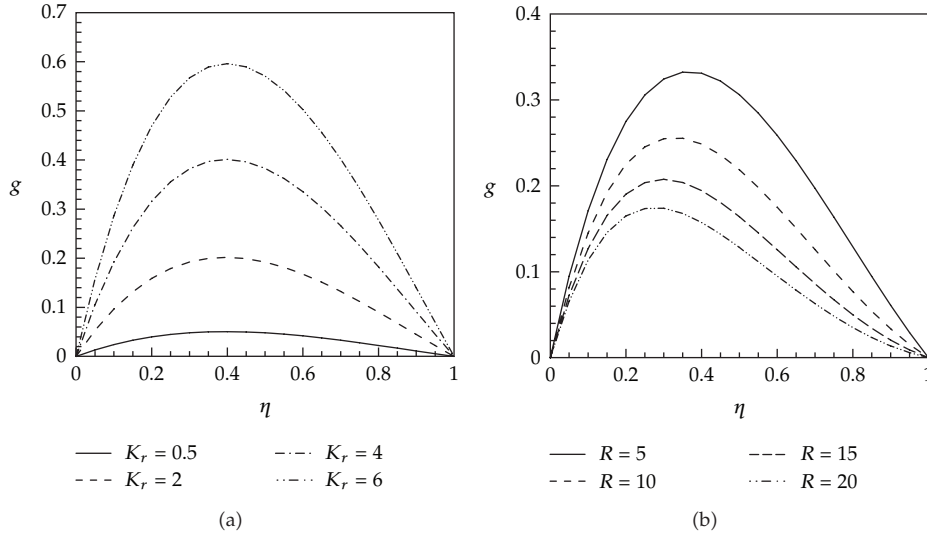 0.7
0.6
0.5
0.4
0.3
0.2
0.1
0
g
0 0.2 0.4 0.6 0.8 1
η
K_r = 0.5
K_r = 2
K_r = 4
K_r = 6
(a)
0.4
0.3
0.2
0.1
0
g
0 0.2 0.4 0.6 0.8 1
η
R = 5
R = 10
R = 15
R = 20
(b)